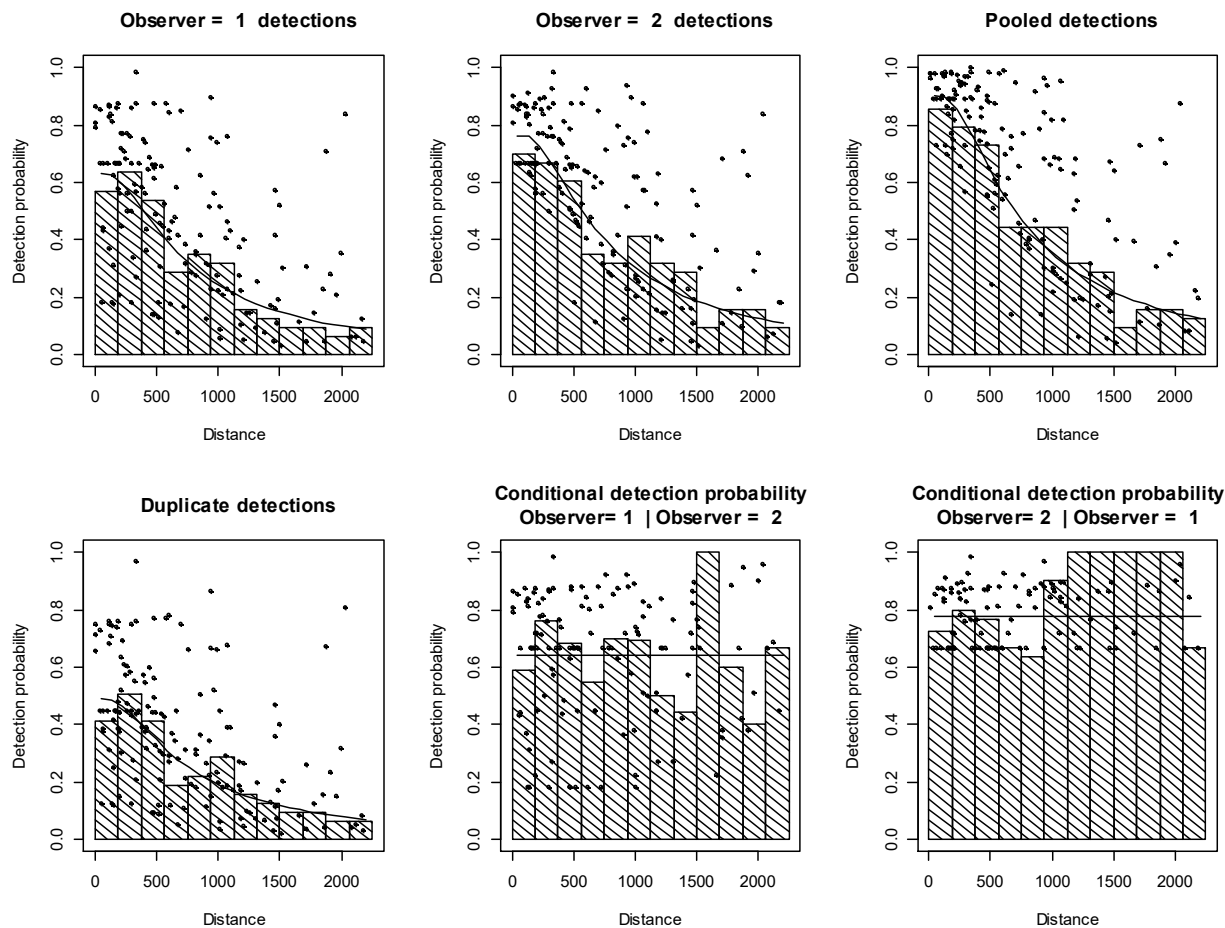 Observer = 1 detections
Detection probability
1.0
0.8
0.6
0.4
0.2
0.0
0 500 1000 1500 2000
Distance
Observer = 2 detections
Detection probability
1.0
0.8
0.6
0.4
0.2
0.0
0 500 1000 1500 2000
Distance
Pooled detections
Detection probability
1.0
0.8
0.6
0.4
0.2
0.0
0 500 1000 1500 2000
Distance
Duplicate detections
Detection probability
1.0
0.8
0.6
0.4
0.2
0.0
0 500 1000 1500 2000
Distance
Conditional detection probability
Observer= 1 | Observer = 2
Detection probability
1.0
0.8
0.6
0.4
0.2
0.0
0 500 1000 1500 2000
Distance
Conditional detection probability
Observer= 2 | Observer = 1
Detection probability
1.0
0.8
0.6
0.4
0.2
0.0
0 500 1000 1500 2000
Distance